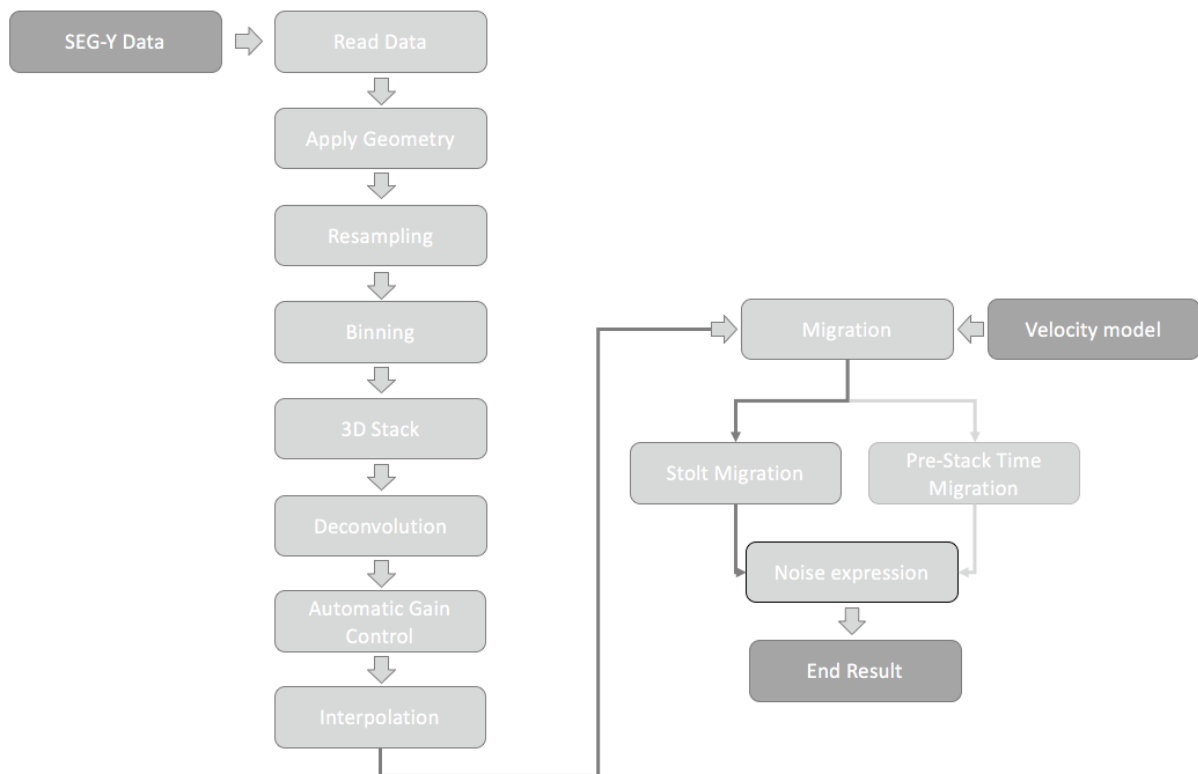 SEG-Y Data
Read Data
Apply Geometry
Resampling
Binning
3D Stack
Deconvolution
Automatic Gain
Control
Interpolation
Migration
Velocity model
Stolt Migration
Pre-Stack Time
Migration
Noise expression
End Result